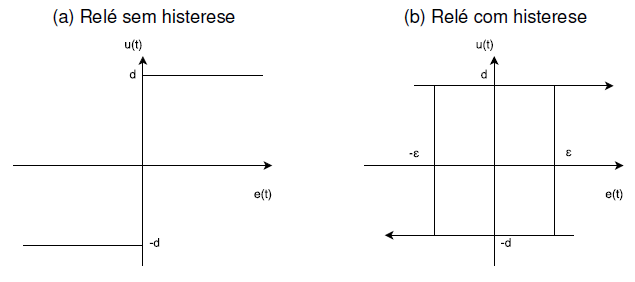 (a) Relé sem histerese
u(t)
d
e(t)
-d
(b) Relé com histerese
u(t)
d
-ε
ε
e(t)
-d